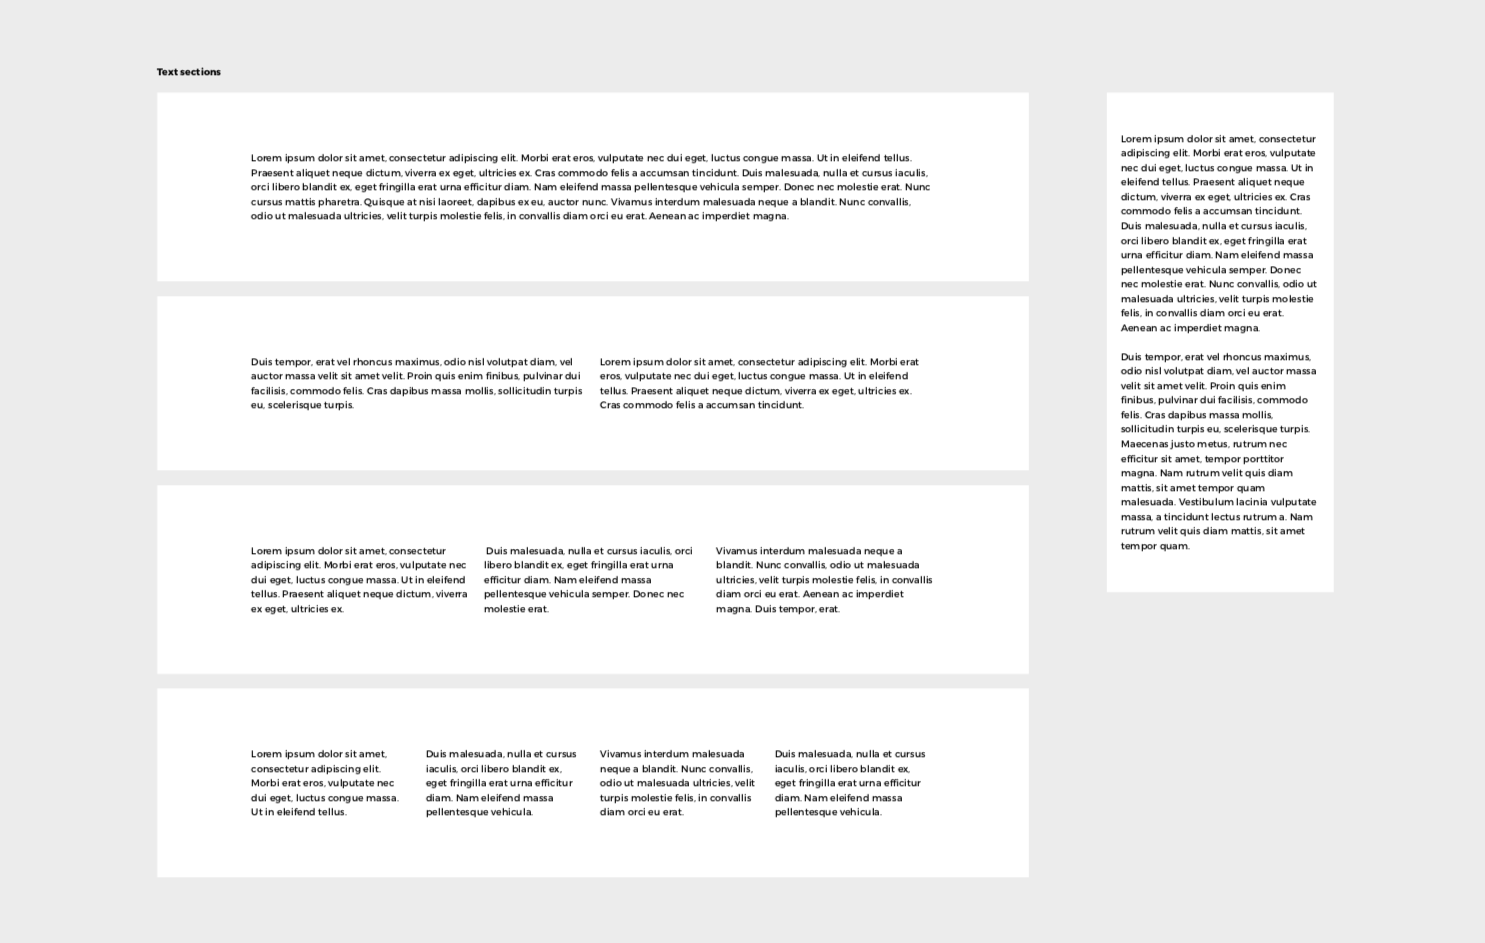 Text sections
Lorem ipsum dolor sit amet, consectetur adipiscing elit. Morbi erat eros, vulputate nec dui eget, luctus congue massa. Ut in eleifend tellus.
Praesent aliquet neque dictum, viverra ex eget, ultricies ex. Cras commodo felis a accumsan tincidunt. Duis malesuada, nulla et cursus iaculis,
orci libero blandit ex, eget fringilla erat urna efficitur diam. Nam eleifend massa pellentesque vehicula semper. Donec nec molestie erat. Nunc
cursus mattis pharetra. Quisque at nisi laoreet, dapibus ex eu, auctor nunc. Vivamus interdum malesuada neque a blandit. Nunc convallis,
odio ut malesuada ultricies, velit turpis molestie felis, in convallis diam orci eu erat. Aenean ac imperdiet magna.
Duis tempor, erat vel rhoncus maximus, odio nisl volutpat diam, vel
auctor massa velit sit amet velit. Proin quis enim finibus, pulvinar dui
facilisis, commodo felis. Cras dapibus massa mollis, sollicitudin turpis
eu, scelerisque turpis.
Lorem ipsum dolor sit amet, consectetur adipiscing elit. Morbi erat
eros, vulputate nec dui eget, luctus congue massa. Ut in eleifend
tellus. Praesent aliquet neque dictum, viverra ex eget, ultricies ex.
Cras commodo felis a accumsan tincidunt.
Lorem ipsum dolor sit amet, consectetur
adipiscing elit. Morbi erat eros, vulputate nec
dui eget, luctus congue massa. Ut in eleifend
tellus. Praesent aliquet neque dictum, viverra
ex eget, ultricies ex.
Duis malesuada, nulla et cursus iaculis, orci
libero blandit ex, eget fringilla erat urna
efficitur diam. Nam eleifend massa
pellentesque vehicula semper. Donec nec
molestie erat.
Vivamus interdum malesuada neque a
blandit. Nunc convallis, odio ut malesuada
ultricies, velit turpis molestie felis, in convallis
diam orci eu erat. Aenean ac imperdiet
magna. Duis tempor, erat.
Lorem ipsum dolor sit amet,
consectetur adipiscing elit.
Morbi erat eros, vulputate nec
dui eget, luctus congue massa.
Ut in eleifend tellus.
Duis malesuada, nulla et cursus
iaculis, orci libero blandit ex,
eget fringilla erat urna efficitur
diam. Nam eleifend massa
pellentesque vehicula.
Vivamus interdum malesuada
neque a blandit. Nunc convallis,
odio ut malesuada ultricies, velit
turpis molestie felis, in convallis
diam orci eu erat.
Duis malesuada, nulla et cursus
iaculis, orci libero blandit ex,
eget fringilla erat urna efficitur
diam. Nam eleifend massa
pellentesque vehicula.
Lorem ipsum dolor sit amet, consectetur
adipiscing elit. Morbi erat eros, vulputate
nec dui eget, luctus congue massa. Ut in
eleifend tellus. Praesent aliquet neque
dictum, viverra ex eget, ultricies ex. Cras
commodo felis a accumsan tincidunt.
Duis malesuada, nulla et cursus iaculis,
orci libero blandit ex, eget fringilla erat
urna efficitur diam. Nam eleifend massa
pellentesque vehicula semper. Donec
nec molestie erat. Nunc convallis, odio ut
malesuada ultricies, velit turpis molestie
felis, in convallis diam orci eu erat.
Aenean ac imperdiet magna.
Duis tempor, erat vel rhoncus maximus,
odio nisl volutpat diam, vel auctor massa
velit sit amet velit. Proin quis enim
finibus, pulvinar dui facilisis, commodo
felis. Cras dapibus massa mollis,
sollicitudin turpis eu, scelerisque turpis.
Maecenas justo metus, rutrum nec
efficitur sit amet, tempor porttitor
magna. Nam rutrum velit quis diam
mattis, sit amet tempor quam
malesuada. Vestibulum lacinia vulputate
massa, a tincidunt lectus rutrum a. Nam
rutrum velit quis diam mattis, sit amet
tempor quam.